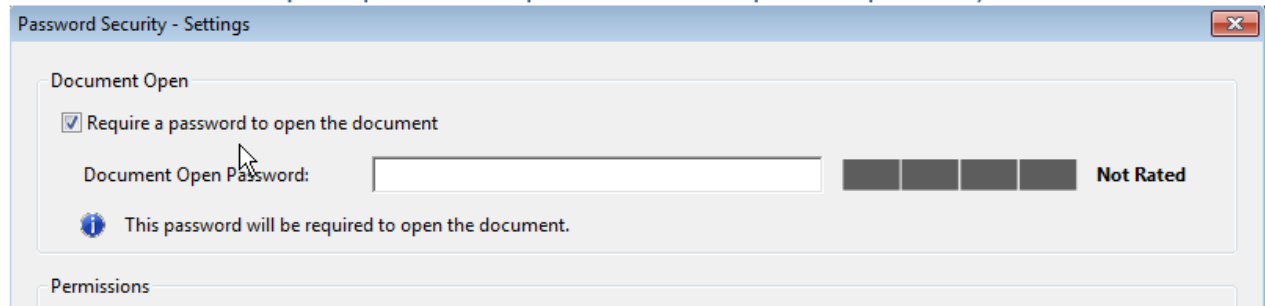 Password Security - Settings
Document Open
Require a password to open the document
Document Open Password:
Not Rated
This password will be required to open the document.
Permissions